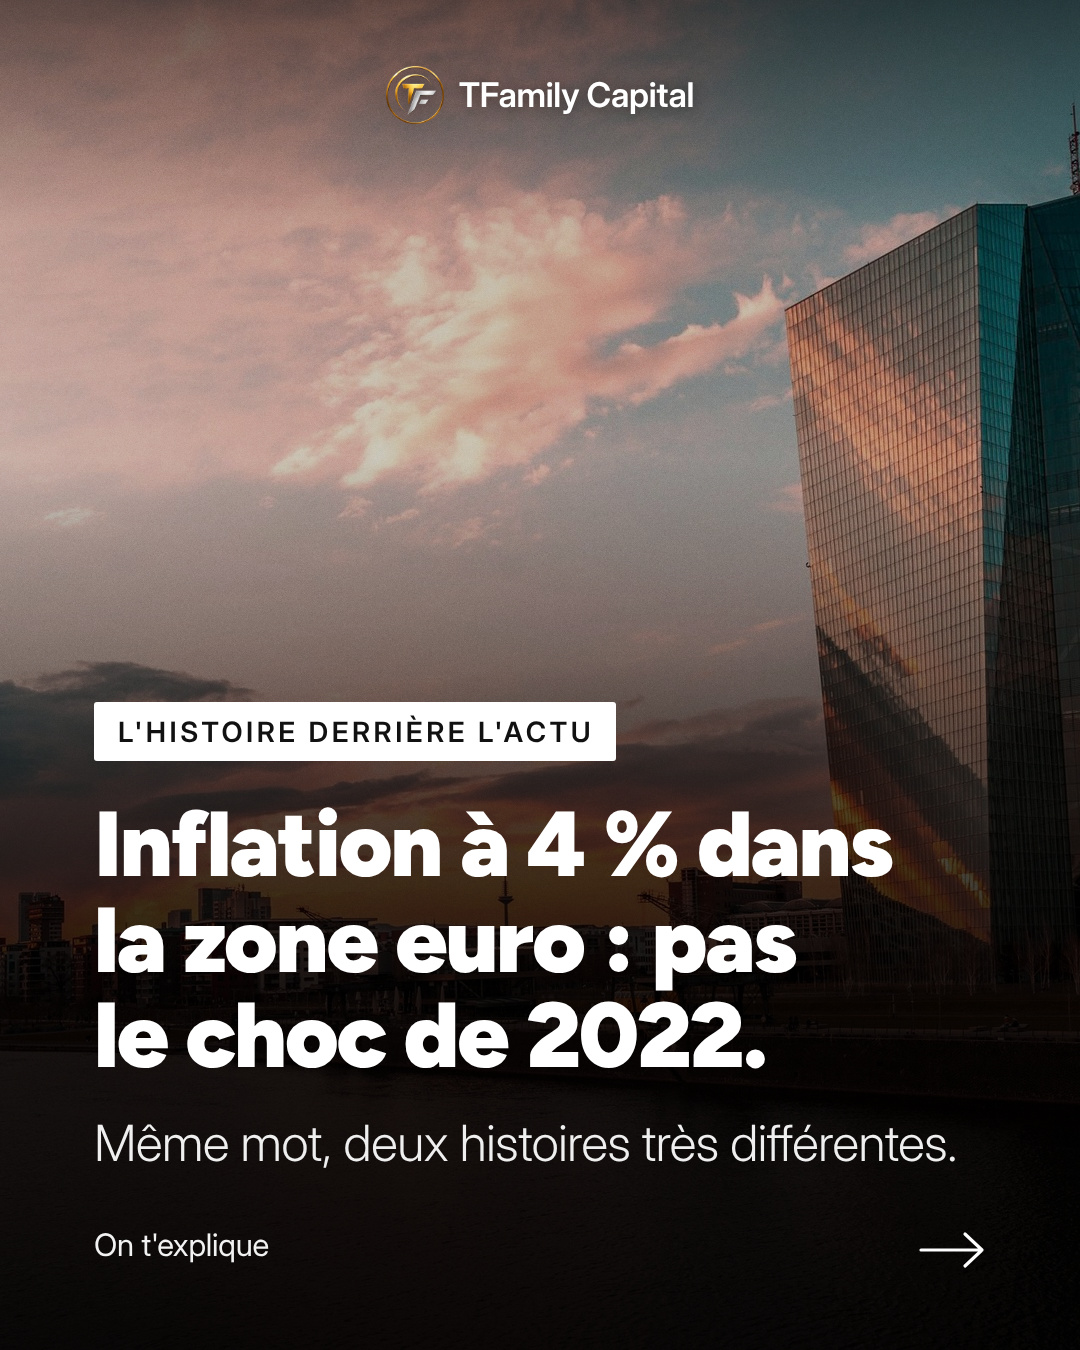 TF TFamily Capital
L'HISTOIRE DERRIÈRE L'ACTU
Inflation à 4 % dans
la zone euro : pas
le choc de 2022.
Même mot, deux histoires très différentes.
On t'explique